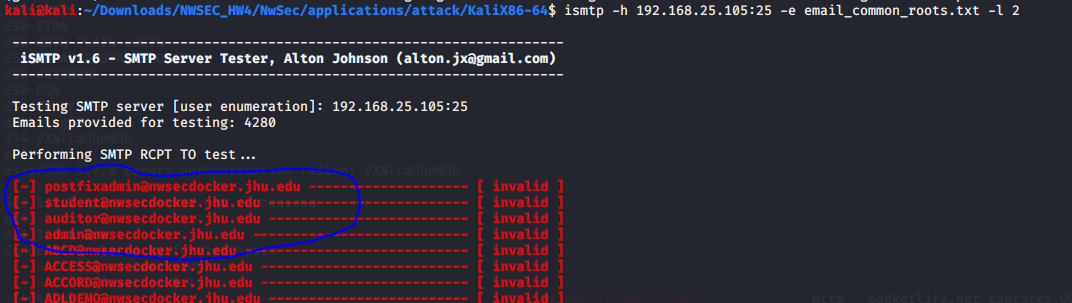 kali@kali:~/Downloads/NWSEC_HW4/NwSec/applications/attack/KaliX86-64$ ismtp -h 192.168.25.105:25 -e email_common_roots.txt -l 2
---------------------------------------------------------------------
iSMTP v1.6 - SMTP Server Tester, Alton Johnson (alton.jx@gmail.com)
---------------------------------------------------------------------
Testing SMTP server [user enumeration]: 192.168.25.105:25
Emails provided for testing: 4280
Performing SMTP RCPT TO test...
[-] postfixadmin@nwsecdocker.jhu.edu -------------------- [ invalid ]
[-] student@nwsecdocker.jhu.edu ------------------------- [ invalid ]
[-] auditor@nwsecdocker.jhu.edu ------------------------- [ invalid ]
[-] admin@nwsecdocker.jhu.edu --------------------------- [ invalid ]
[-] ABCD@nwsecdocker.jhu.edu ---------------------------- [ invalid ]
[-] ACCESS@nwsecdocker.jhu.edu -------------------------- [ invalid ]
[-] ACCORD@nwsecdocker.jhu.edu -------------------------- [ invalid ]
[-] ADLDEMO@nwsecdocker.jhu.edu ------------------------- [ invalid ]